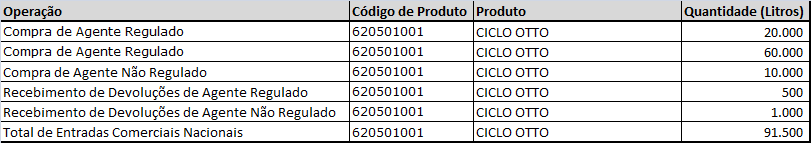 Operação Código de Produto Produto Quantidade (Litros)
Compra de Agente Regulado 620501001 CICLO OTTO 20.000
Compra de Agente Regulado 620501001 CICLO OTTO 60.000
Compra de Agente Não Regulado 620501001 CICLO OTTO 10.000
Recebimento de Devoluções de Agente Regulado 620501001 CICLO OTTO 500
Recebimento de Devoluções de Agente Não Regulado 620501001 CICLO OTTO 1.000
Total de Entradas Comerciais Nacionais 620501001 CICLO OTTO 91.500